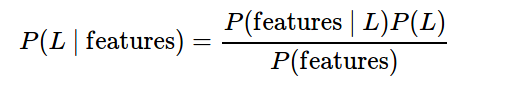 P(L | features) = P(features | L)P(L) / P(features)